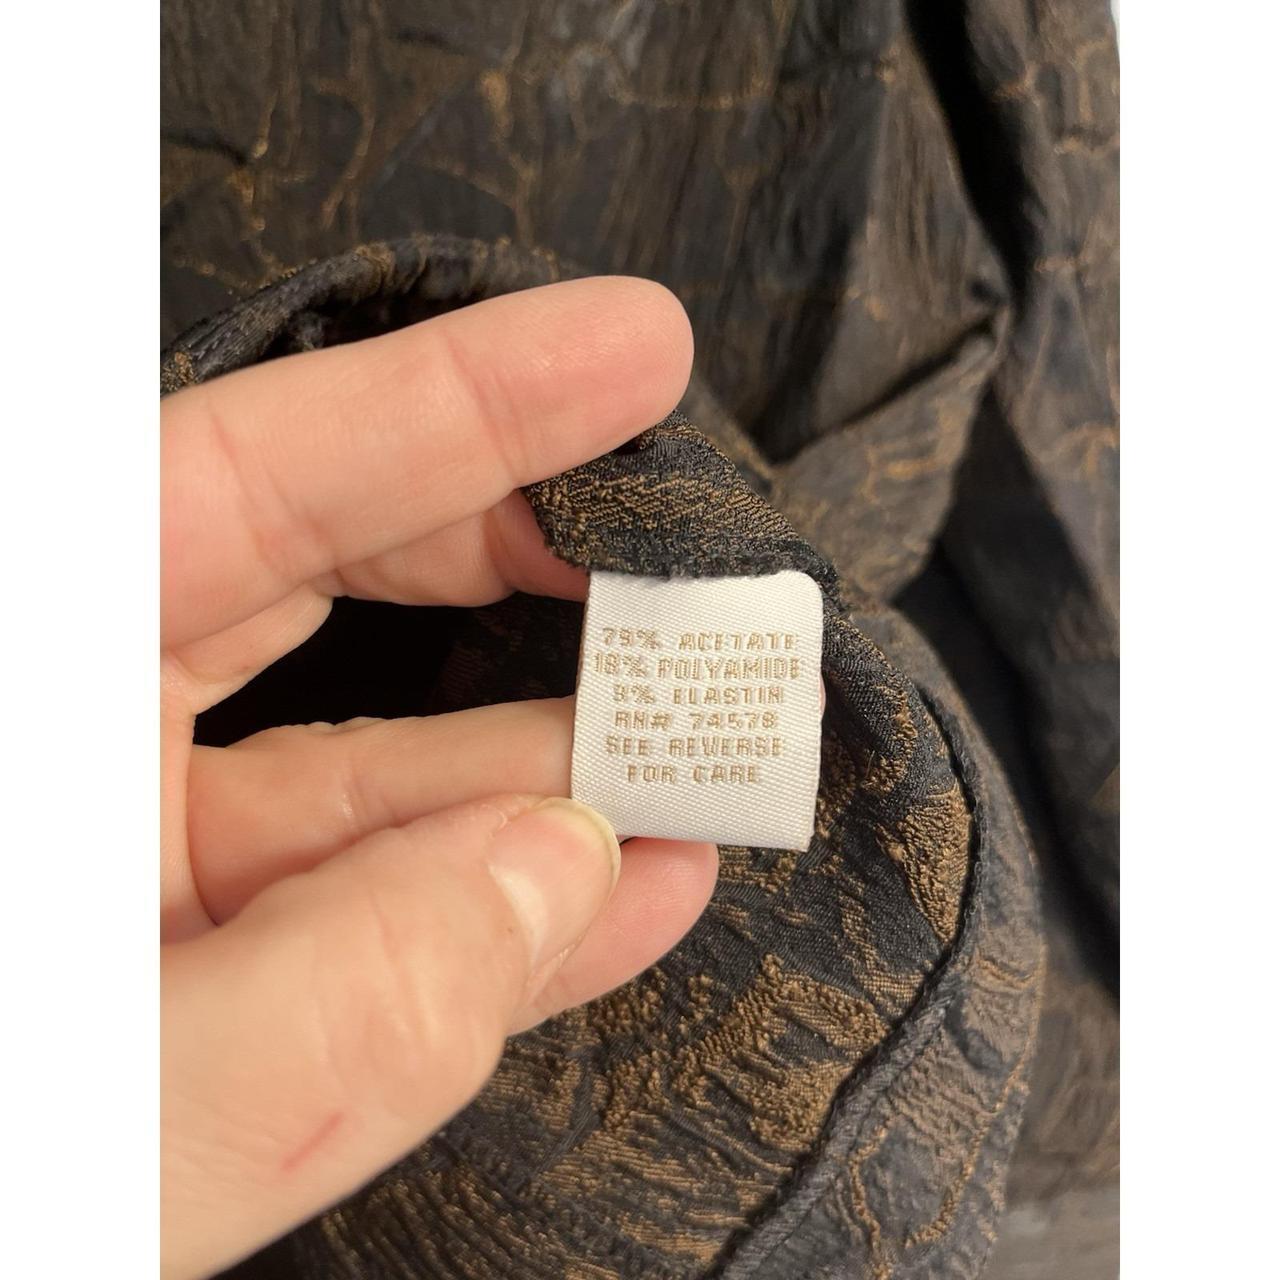 79% ACETATE
18% POLYAMIDE
3% ELASTIN
RN# 74578
SEE REVERSE
FOR CARE